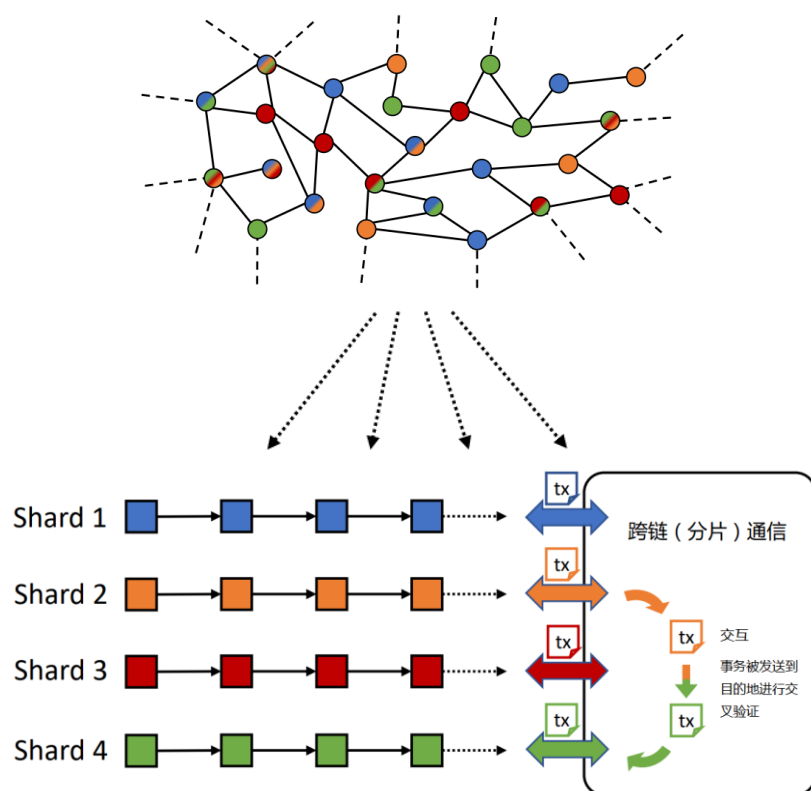 tx
Shard 1
跨链（分片）通信
tx
Shard 2
tx
交互
tx
Shard 3
事务被发送到
目的地进行交
叉验证
tx
tx
Shard 4